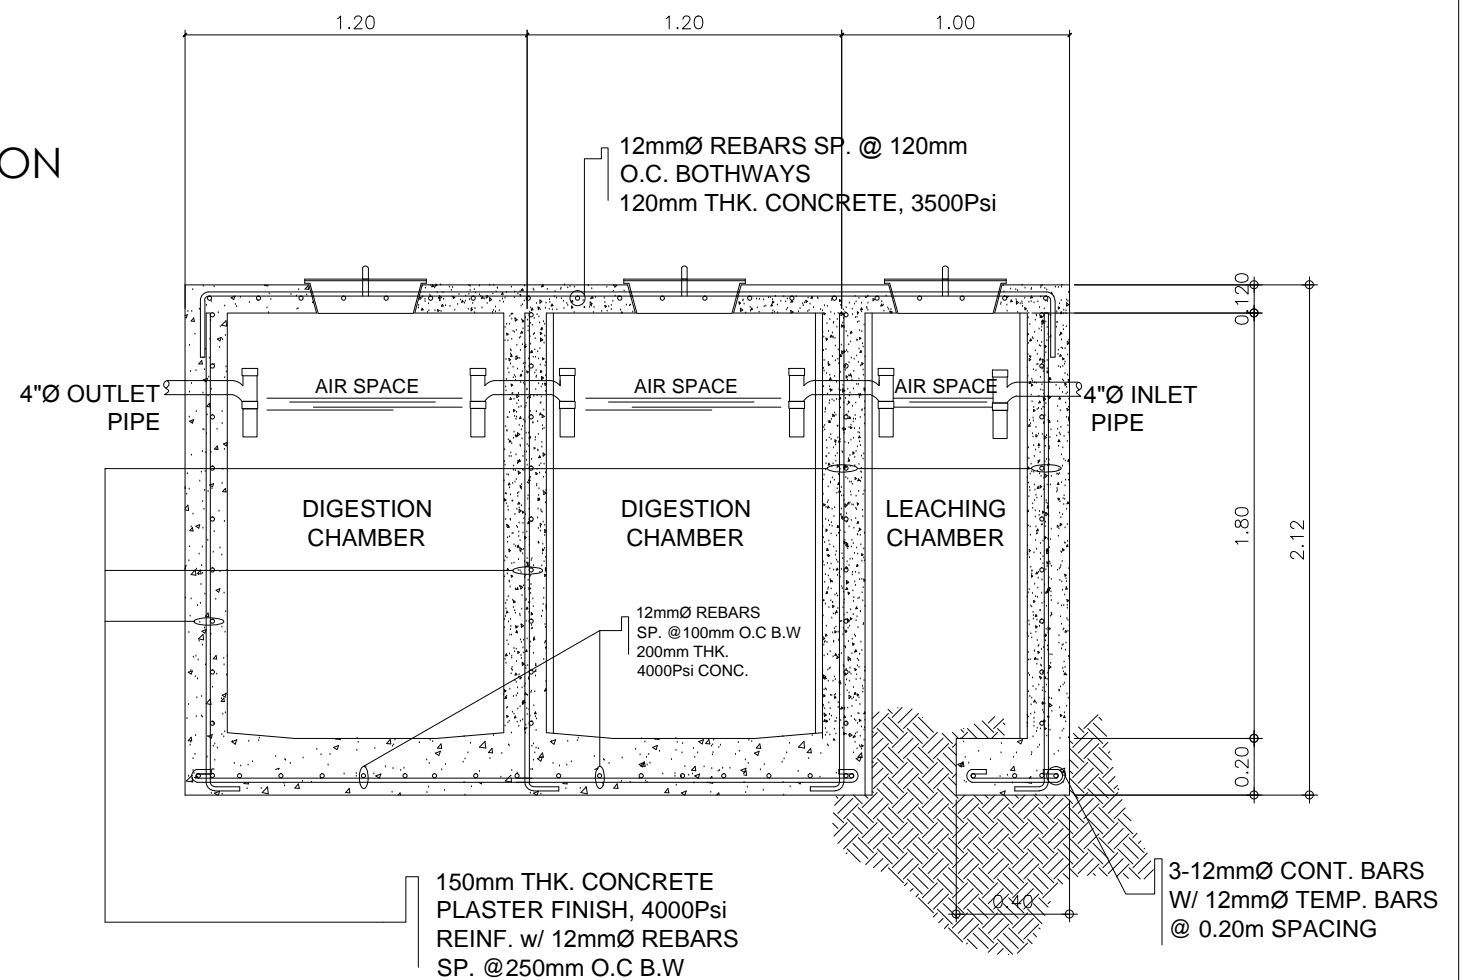 1.20
1.20
1.00
ON
12mmØ REBARS SP. @ 120mm
O.C. BOTHWAYS
120mm THK. CONCRETE, 3500Psi
0.120
4"Ø OUTLET
PIPE
AIR SPACE
AIR SPACE
AIR SPACE
4"Ø INLET
PIPE
DIGESTION
CHAMBER
DIGESTION
CHAMBER
LEACHING
CHAMBER
1.80
2.12
12mmØ REBARS
SP. @100mm O.C B.W
200mm THK.
4000Psi CONC.
0.20
150mm THK. CONCRETE
PLASTER FINISH, 4000Psi
REINF. w/ 12mmØ REBARS
SP. @250mm O.C B.W
0.40
3-12mmØ CONT. BARS
W/ 12mmØ TEMP. BARS
@ 0.20m SPACING